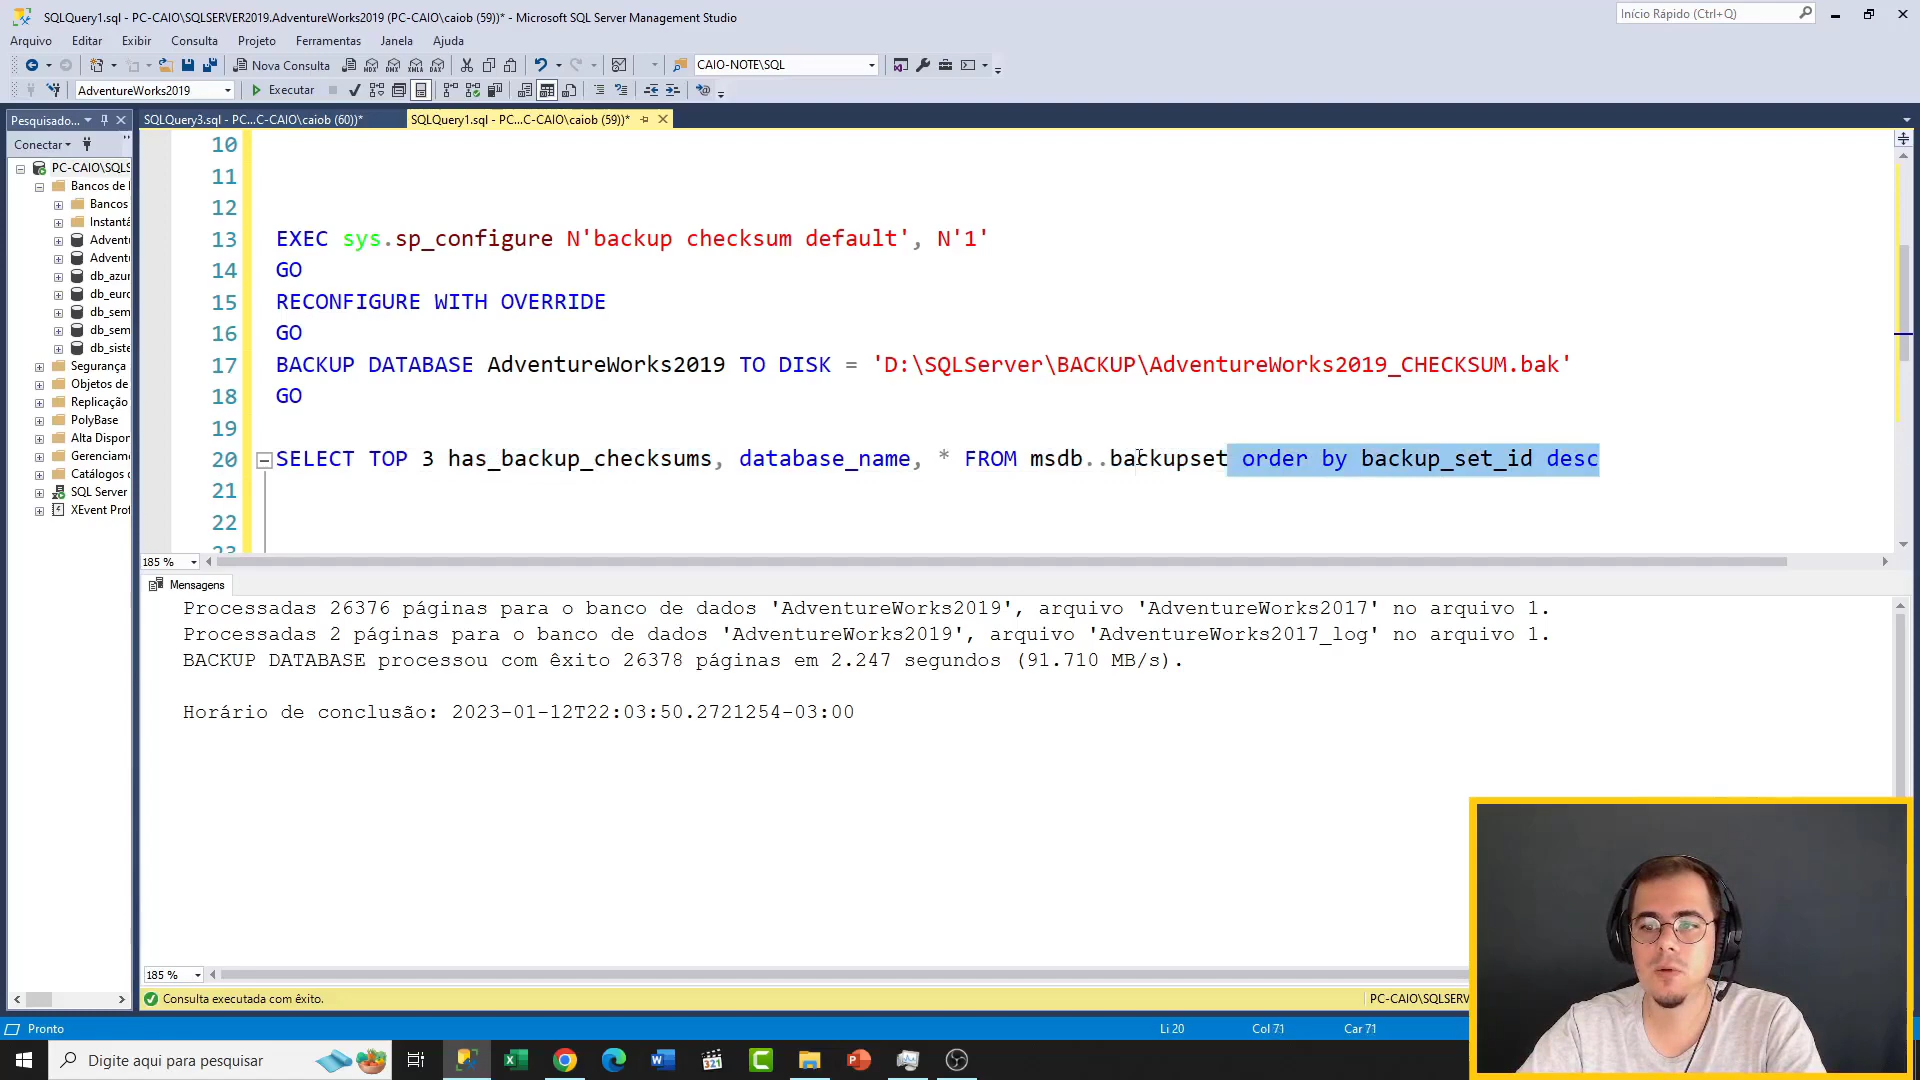 SQLQuery1.sql - PC-CAIO\SQLSERVER2019.AdventureWorks2019 (PC-CAIO\caiob (59))* - Microsoft SQL Server Management Studio
Início Rápido (Ctrl+Q)
Arquivo Editar Exibir Consulta Projeto Ferramentas Janela Ajuda
Nova Consulta
CAIO-NOTE\SQL
AdventureWorks2019
Executar
Pesquisado...
SQLQuery3.sql - PC...C-CAIO\caiob (60))*
SQLQuery1.sql - PC...C-CAIO\caiob (59))*
Conectar
PC-CAIO\SQLS
Bancos de l
Bancos
Instantâ
Advent
Advent
db_azur
db_euro
db_sem
db_sem
db_siste
Segurança
Objetos de
Replicação
PolyBase
Alta Dispor
Gerenciame
Catálogos d
SQL Server
XEvent Prof
10
11
12
13 EXEC sys.sp_configure N'backup checksum default', N'1'
14 GO
15 RECONFIGURE WITH OVERRIDE
16 GO
17 BACKUP DATABASE AdventureWorks2019 TO DISK = 'D:\SQLServer\BACKUP\AdventureWorks2019_CHECKSUM.bak'
18 GO
19
20 SELECT TOP 3 has_backup_checksums, database_name, * FROM msdb..backupset order by backup_set_id desc
21
22
23
185 %
Mensagens
Processadas 26376 páginas para o banco de dados 'AdventureWorks2019', arquivo 'AdventureWorks2017' no arquivo 1.
Processadas 2 páginas para o banco de dados 'AdventureWorks2019', arquivo 'AdventureWorks2017_log' no arquivo 1.
BACKUP DATABASE processou com êxito 26378 páginas em 2.247 segundos (91.710 MB/s).
Horário de conclusão: 2023-01-12T22:03:50.2721254-03:00
185 %
Consulta executada com êxito.
PC-CAIO\SQLSERV
Pronto
Li 20
Col 71
Car 71
Digite aqui para pesquisar
321